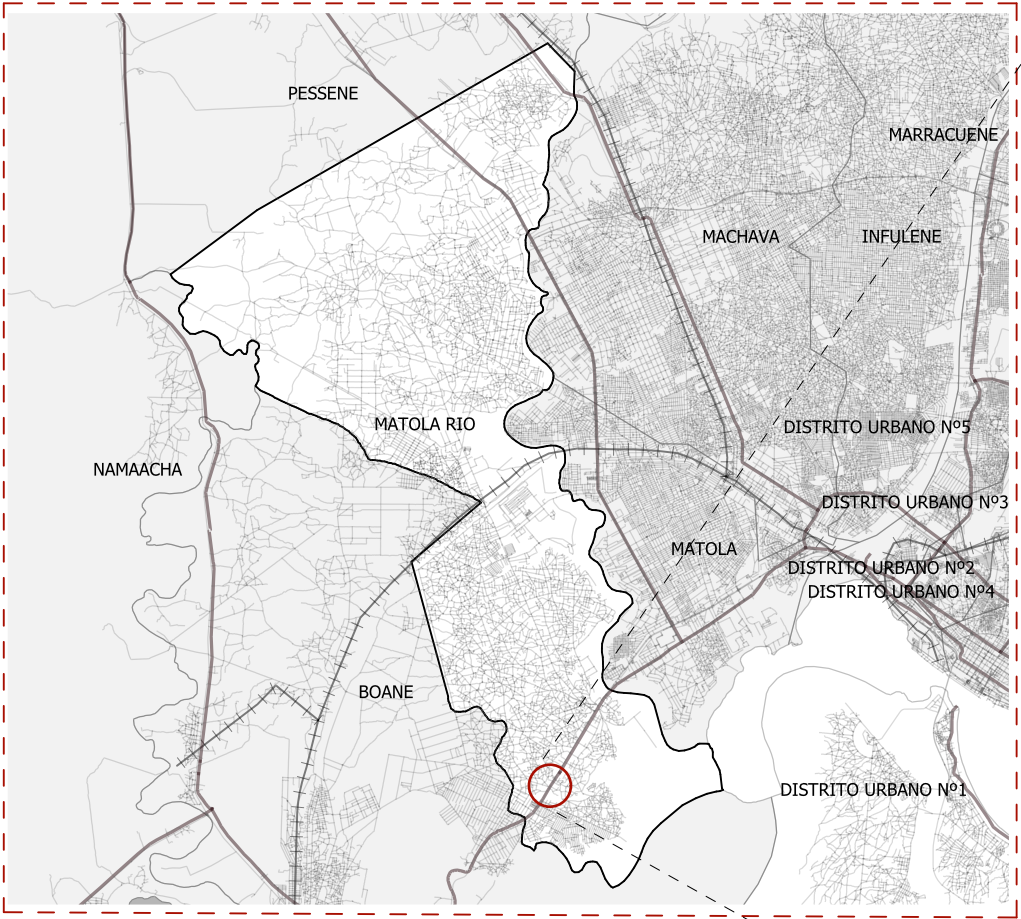 PESSENE
MARRACUENE
MACHAVA
INFULENE
MATOLA RIO
DISTRITO URBANO Nº5
NAMAACHA
DISTRITO URBANO Nº3
MATOLA
DISTRITO URBANO Nº2
DISTRITO URBANO Nº4
BOANE
DISTRITO URBANO Nº1